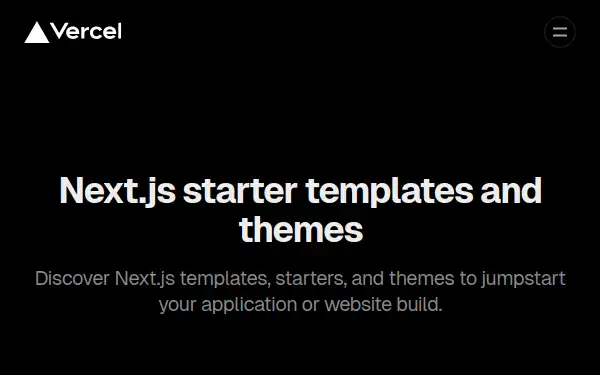 Vercel
Next.js starter templates and
themes
Discover Next.js templates, starters, and themes to jumpstart
your application or website build.